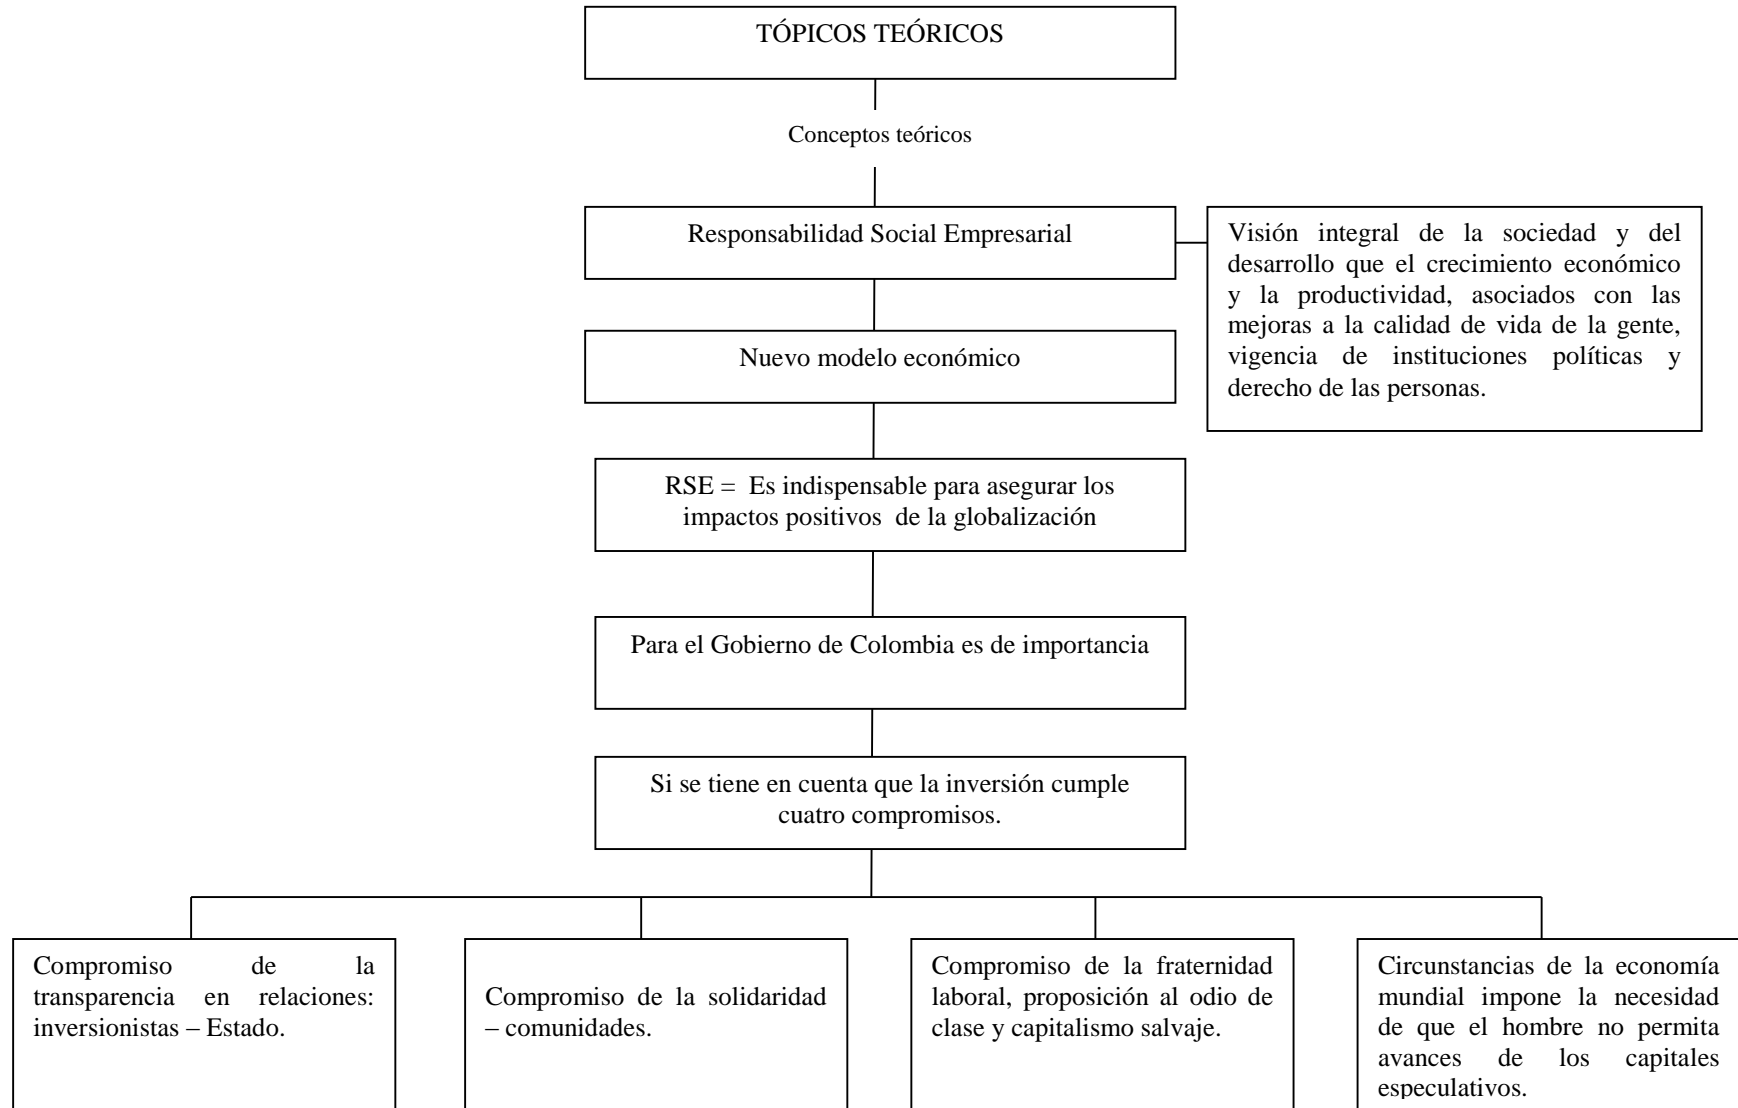 TÓPICOS TEÓRICOS
Conceptos teóricos
Responsabilidad Social Empresarial
Visión integral de la sociedad y del
desarrollo que el crecimiento económico
y la productividad, asociados con las
mejoras a la calidad de vida de la gente,
vigencia de instituciones políticas y
derecho de las personas.
Nuevo modelo económico
RSE = Es indispensable para asegurar los
impactos positivos de la globalización
Para el Gobierno de Colombia es de importancia
Si se tiene en cuenta que la inversión cumple
cuatro compromisos.
Compromiso de la
transparencia en relaciones:
inversionistas – Estado.
Compromiso de la solidaridad
– comunidades.
Compromiso de la fraternidad
laboral, proposición al odio de
clase y capitalismo salvaje.
Circunstancias de la economía
mundial impone la necesidad
de que el hombre no permita
avances de los capitales
especulativos.